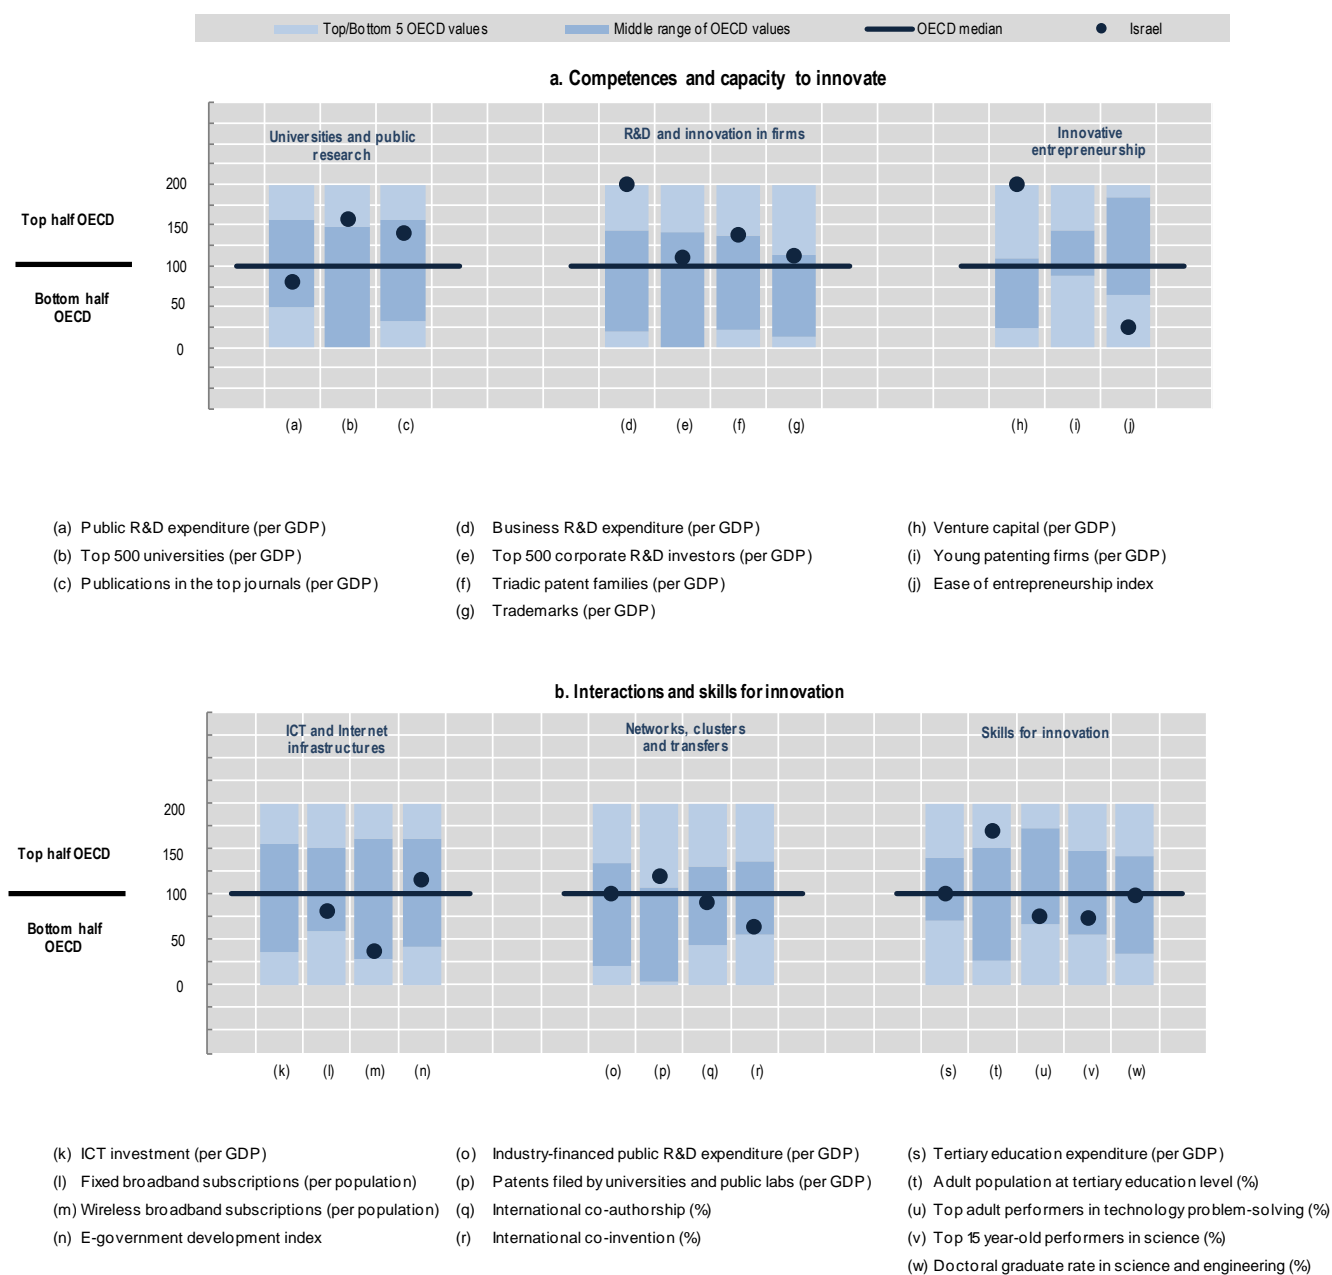 Top/Bottom 5 OECD values Middle range of OECD values OECD median Israel
a. Competences and capacity to innovate
Universities and public
research
R&D and innovation in firms
Innovative
entrepreneurship
200
150
100
50
0
Top half OECD
Bottom half
OECD
(a) (b) (c) (d) (e) (f) (g) (h) (i) (j)
(a) Public R&D expenditure (per GDP)
(b) Top 500 universities (per GDP)
(c) Publications in the top journals (per GDP)
(d) Business R&D expenditure (per GDP)
(e) Top 500 corporate R&D investors (per GDP)
(f) Triadic patent families (per GDP)
(g) Trademarks (per GDP)
(h) Venture capital (per GDP)
(i) Young patenting firms (per GDP)
(j) Ease of entrepreneurship index
b. Interactions and skills for innovation
ICT and Internet
infrastructures
Networks, clusters
and transfers
Skills for innovation
200
150
100
50
0
Top half OECD
Bottom half
OECD
(k) (l) (m) (n) (o) (p) (q) (r) (s) (t) (u) (v) (w)
(k) ICT investment (per GDP)
(l) Fixed broadband subscriptions (per population)
(m) Wireless broadband subscriptions (per population)
(n) E-government development index
(o) Industry-financed public R&D expenditure (per GDP)
(p) Patents filed by universities and public labs (per GDP)
(q) International co-authorship (%)
(r) International co-invention (%)
(s) Tertiary education expenditure (per GDP)
(t) Adult population at tertiary education level (%)
(u) Top adult performers in technology problem-solving (%)
(v) Top 15 year-old performers in science (%)
(w) Doctoral graduate rate in science and engineering (%)